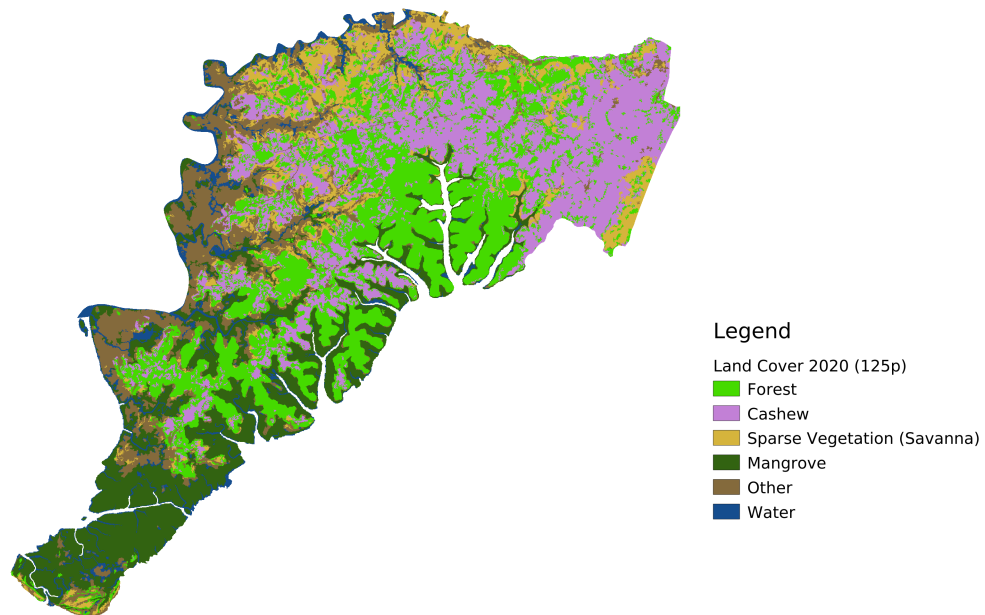 Legend
Land Cover 2020 (125p)
Forest
Cashew
Sparse Vegetation (Savanna)
Mangrove
Other
Water